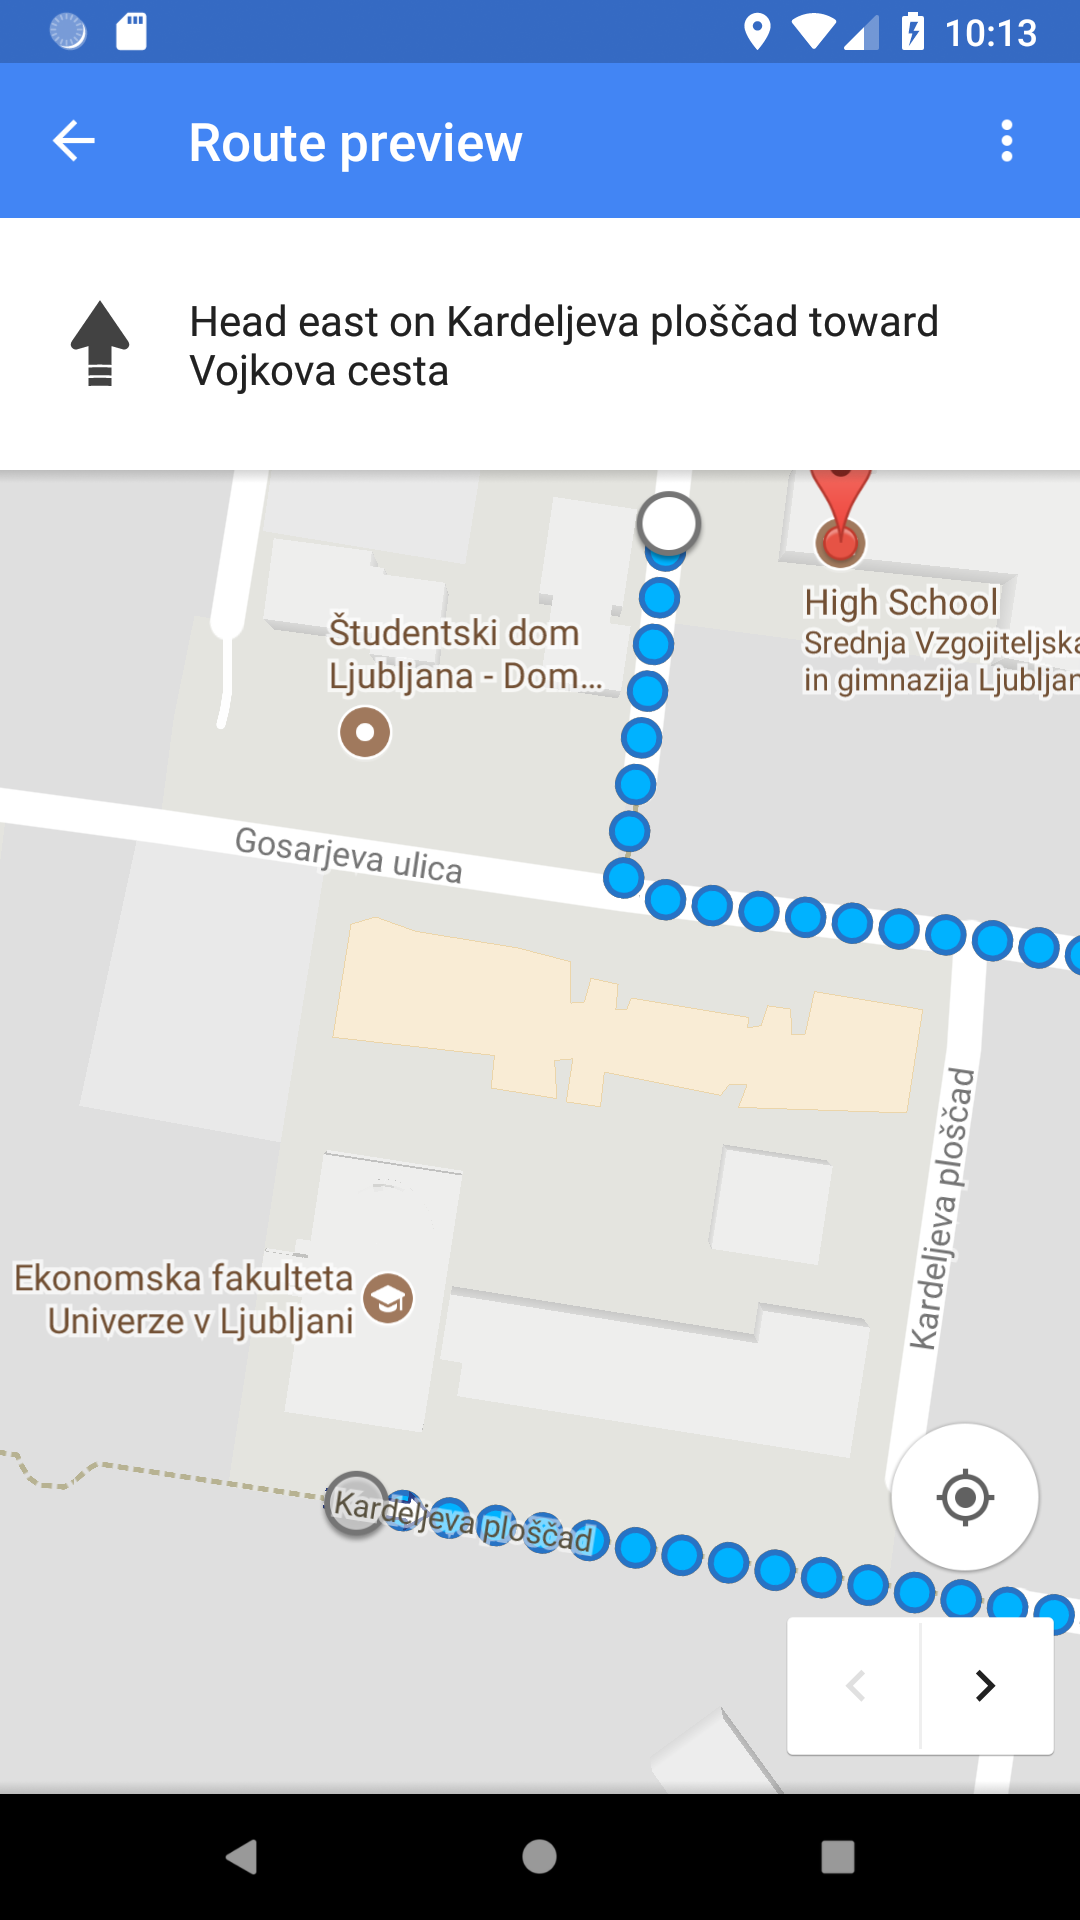 10:13
Route preview
Head east on Kardeljeva ploščad toward
Vojkova cesta
High School
Srednja Vzgojiteljska
in gimnazija Ljubljan
Študentski dom
Ljubljana - Dom...
Gosarjeva ulica
Kardeljeva ploščad
Ekonomska fakulteta
Univerze v Ljubljani
Kardeljeva ploščad